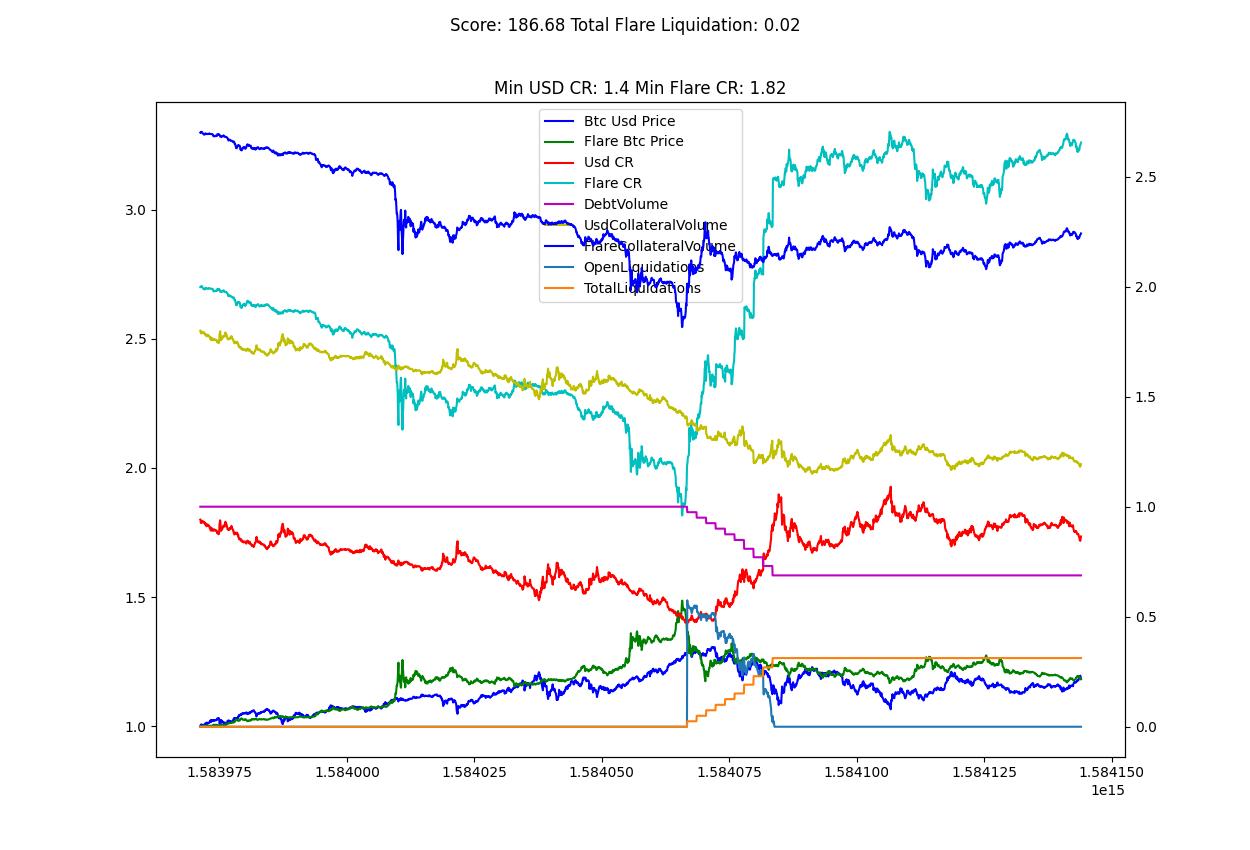 Score: 186.68 Total Flare Liquidation: 0.02
Min USD CR: 1.4 Min Flare CR: 1.82
Btc Usd Price
Flare Btc Price
Usd CR
Flare CR
DebtVolume
UsdCollateralVolume
FlareCollateralVolume
OpenLiquidations
TotalLiquidations
3.0
2.5
2.0
1.5
1.0
2.5
2.0
1.5
1.0
0.5
0.0
1.583975 1.584000 1.584025 1.584050 1.584075 1.584100 1.584125 1.584150
1e15